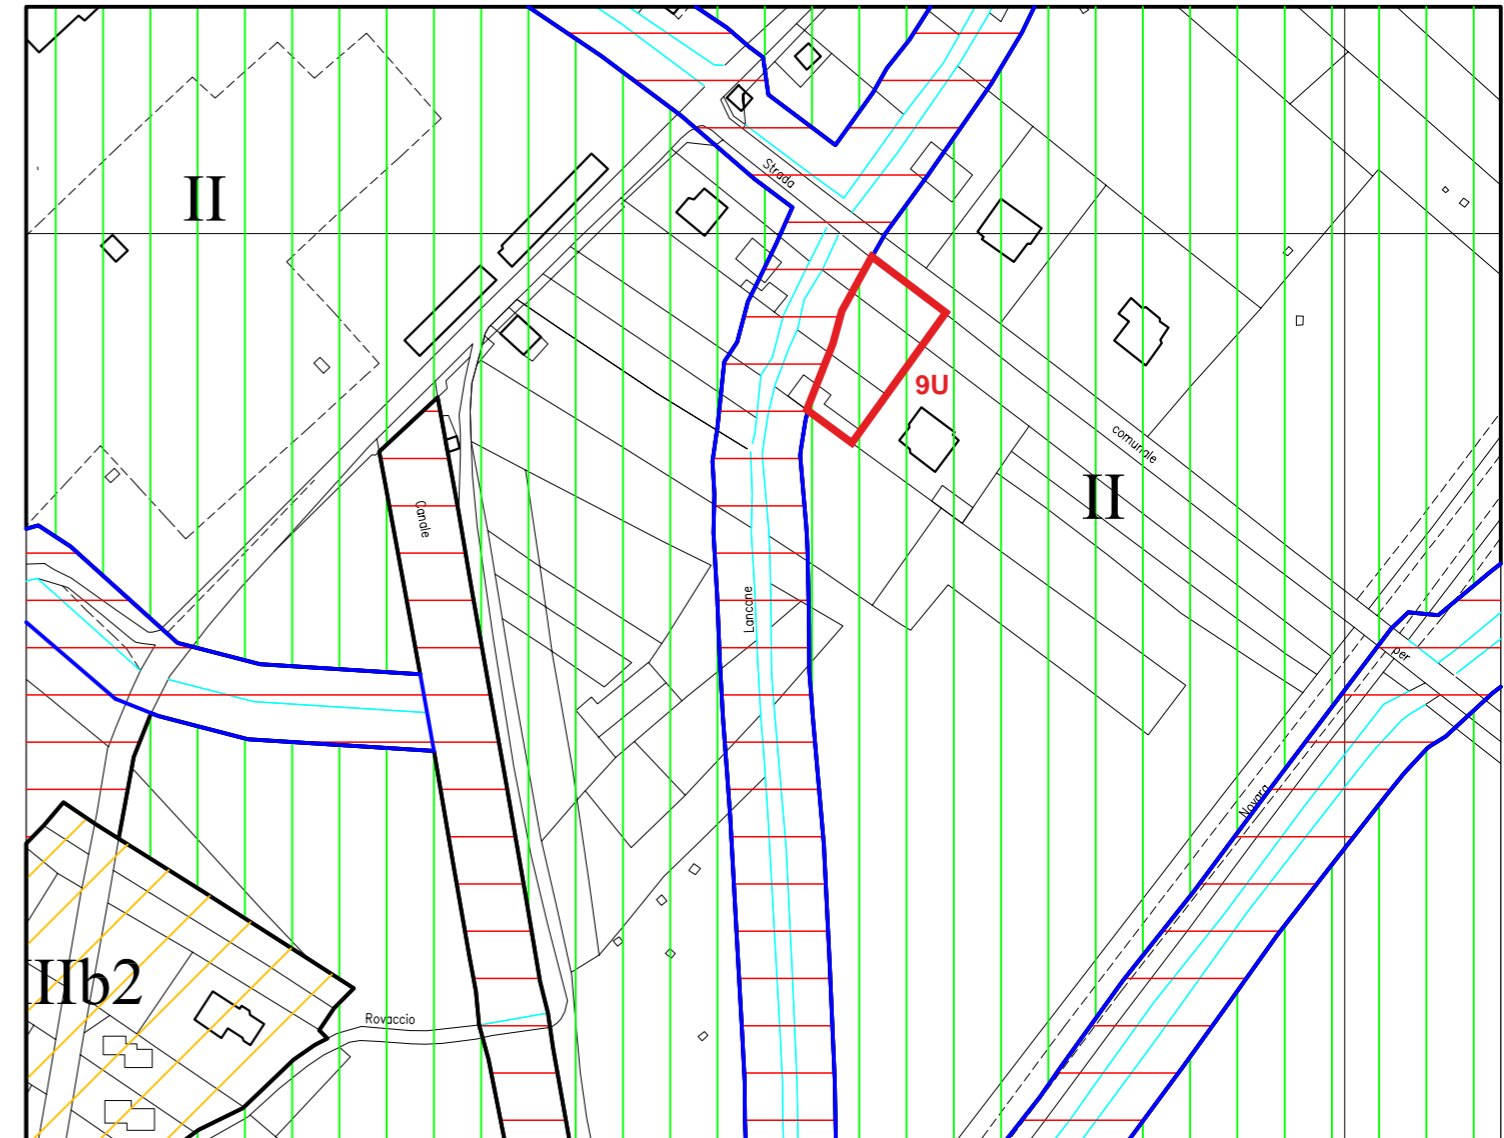 Strada
II
9U
comunale
II
Canale
Lancone
per
Novara
IIb2
Rovaccio